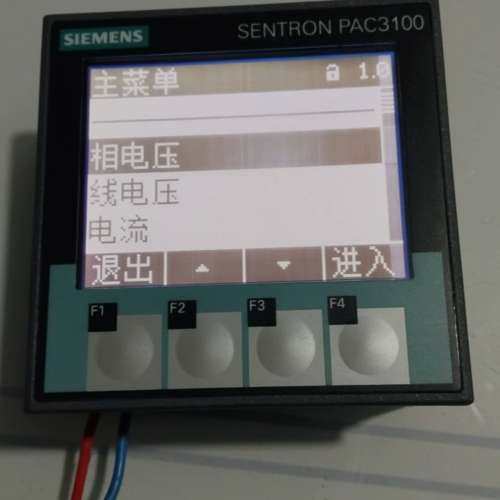 SIEMENS
SENTRON PAC3100
主菜单 1.0
相电压
线电压
电流
退出 进入
F1 F2 F3 F4